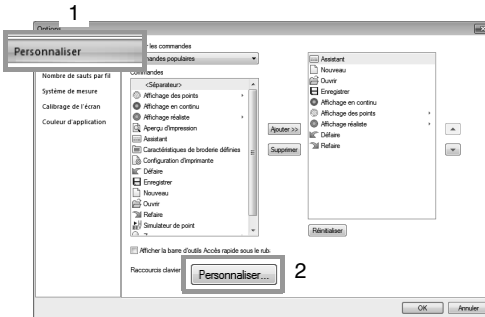 1
Options
Personnaliser
les commandes
mandes populaires
Nombre de sauts par fil
Système de mesure
Calibrage de l'écran
Couleur d'application
Commandes
<Séparateur>
Affichage des points
Affichage en continu
Affichage réaliste
Aperçu d'impression
Assistant
Caractéristiques de broderie définies
Configuration d'imprimante
Défaire
Enregistrer
Nouveau
Ouvrir
Refaire
Simulateur de point
Ajouter >>
Supprimer
Assistant
Nouveau
Ouvrir
Enregistrer
Affichage en continu
Affichage des points
Affichage réaliste
Défaire
Refaire
Réinitialiser
Afficher la barre d'outils Accès rapide sous le rub
Raccourcis clavier
Personnaliser...
2
OK
Annuler